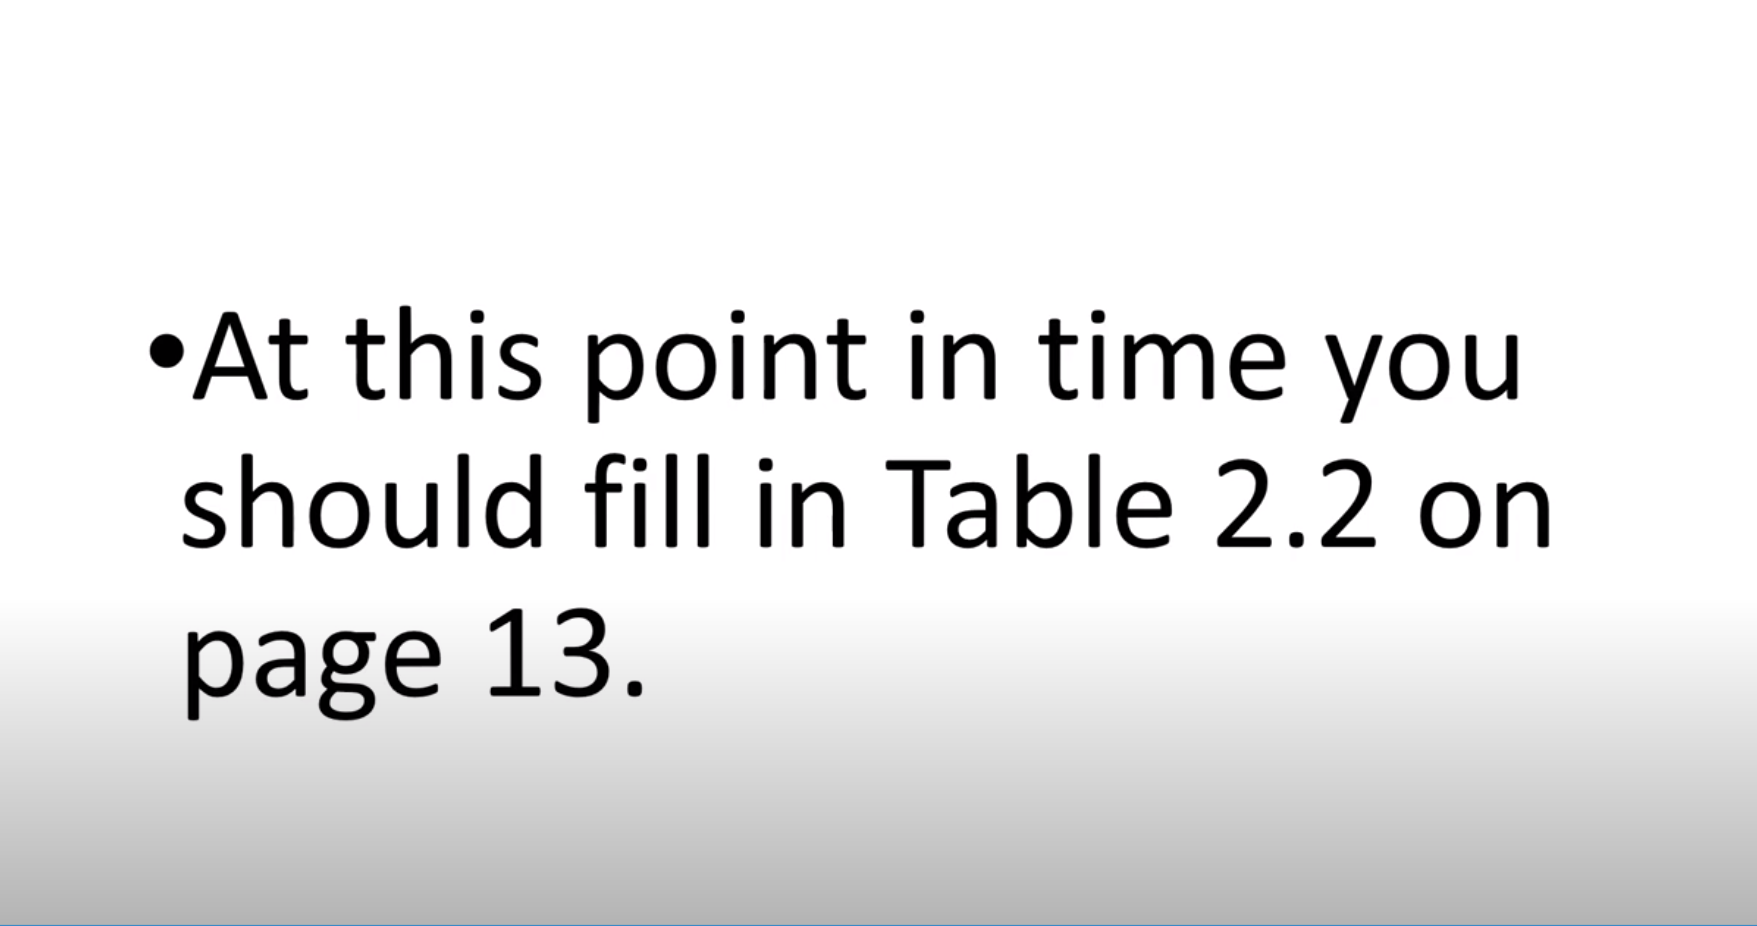 •At this point in time you
should fill in Table 2.2 on
page 13.